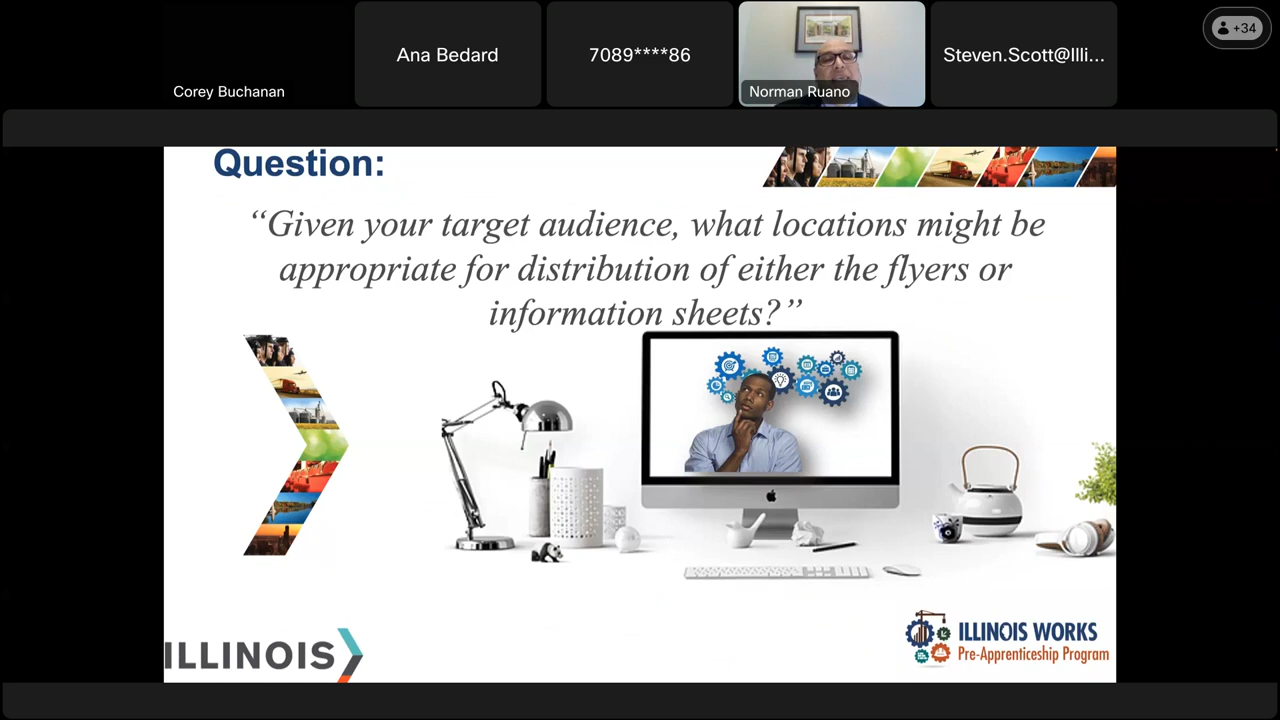 Corey Buchanan
Ana Bedard
7089****86
Norman Ruano
Steven.Scott@Illi...
+34
Question:
“Given your target audience, what locations might be
appropriate for distribution of either the flyers or
information sheets?”
ILLINOIS
ILLINOIS WORKS
Pre-Apprenticeship Program